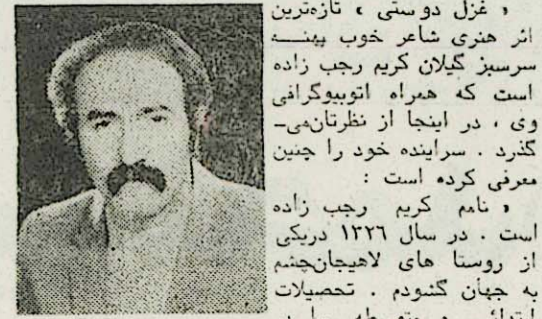 « غزل دوستی » تازه‌ترین
اثر هنری شاعر خوب پهنـــه
سرسبز گیلان کریم رجب زاده
است که همراه اتوبیوگرافی
وی ، در اینجا از نظرتان‌می‌ـ
گذرد . سراینده خود را چنین
معرفی کرده است :
« نامم کریم رجب زاده
است . در سال ۱۳۲۶ دریکی
از روستا های لاهیجان‌چشم
به جهان گشودم . تحصیلات